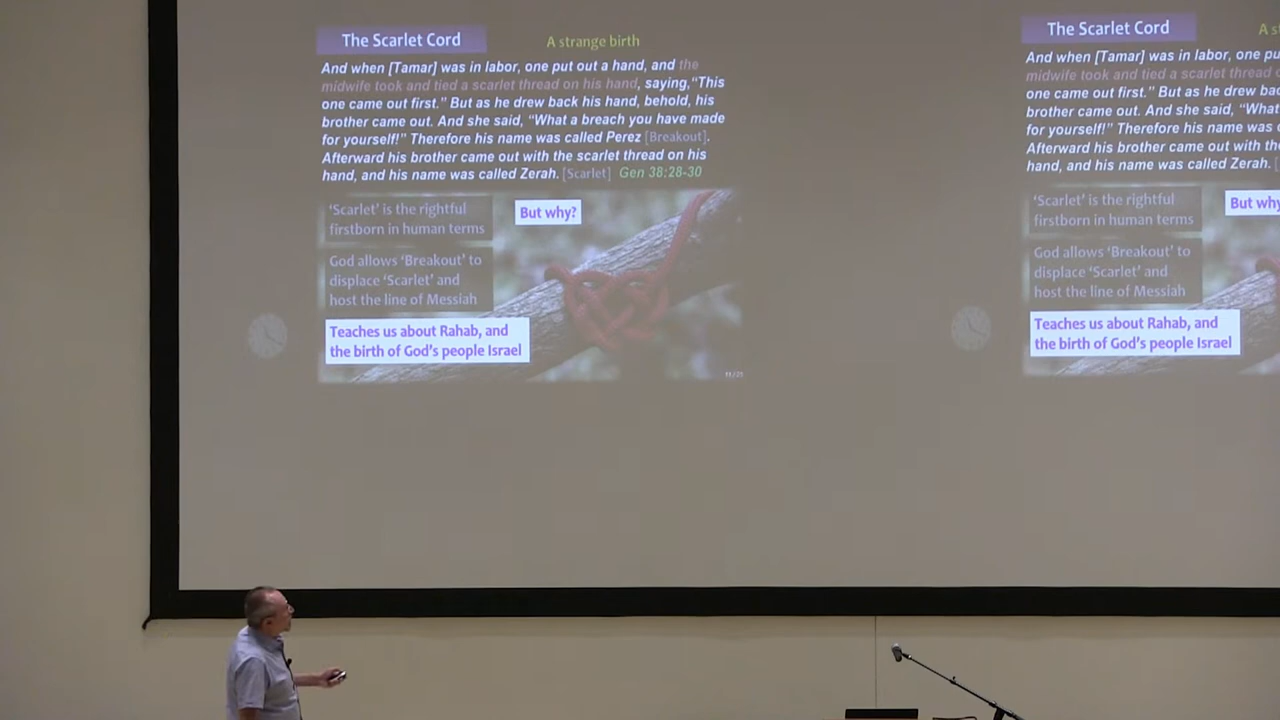 The Scarlet Cord
A strange birth
And when [Tamar] was in labor, one put out a hand, and the
midwife took and tied a scarlet thread on his hand, saying,“This
one came out first.” But as he drew back his hand, behold, his
brother came out. And she said, “What a breach you have made
for yourself!” Therefore his name was called Perez [Breakout].
Afterward his brother came out with the scarlet thread on his
hand, and his name was called Zerah. [Scarlet] Gen 38:28-30
‘Scarlet’ is the rightful
firstborn in human terms
But why?
God allows ‘Breakout’ to
displace ‘Scarlet’ and
host the line of Messiah
Teaches us about Rahab, and
the birth of God’s people Israel
11/21
The Scarlet Cord
A
And when [Tamar] was in labor, one
midwife took and tied a scarlet thread
one came out first.” But as he drew
brother came out. And she said, “What
for yourself!” Therefore his name was
Afterward his brother came out with
hand, and his name was called Zerah.
‘Scarlet’ is the rightful
firstborn in human terms
But why
God allows ‘Breakout’ to
displace ‘Scarlet’ and
host the line of Messiah
Teaches us about Rahab, and
the birth of God’s people Israel